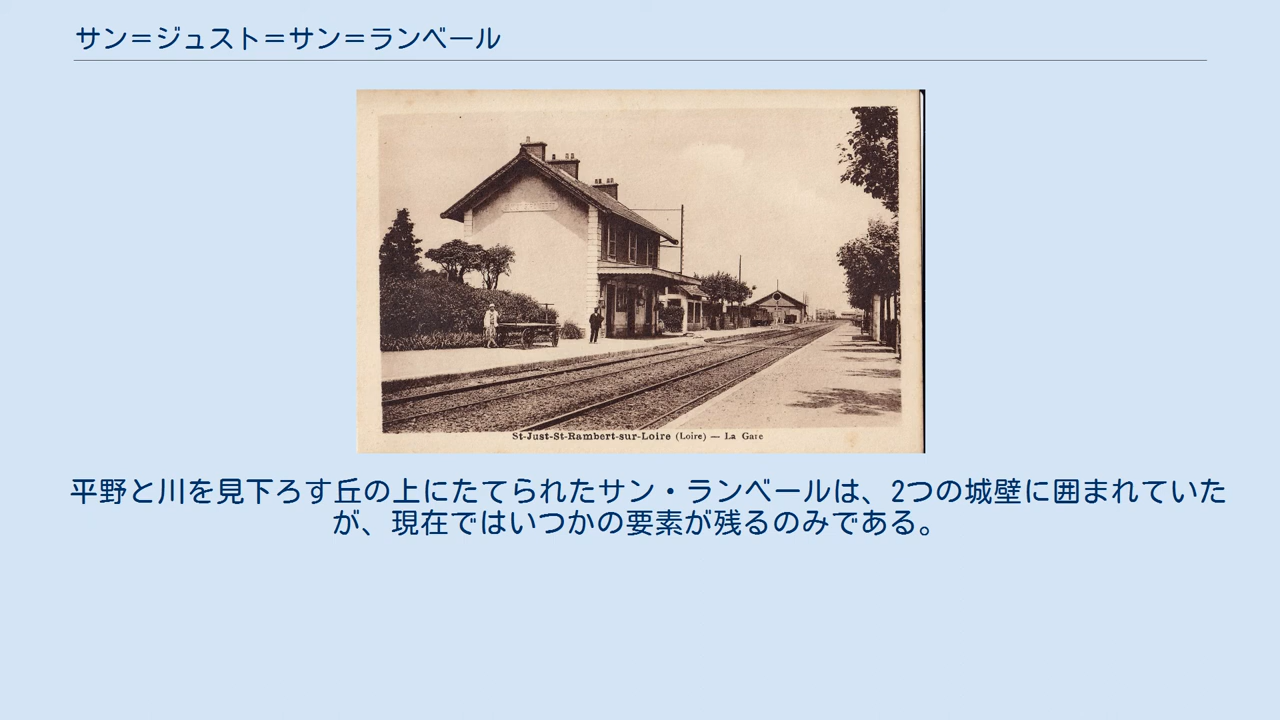 サン＝ジュスト＝サン＝ランベール
St-Just-St-Rambert-sur-Loire (Loire) — La Gare
平野と川を見下ろす丘の上にたてられたサン・ランベールは、2つの城壁に囲まれていた
が、現在ではいつかの要素が残るのみである。